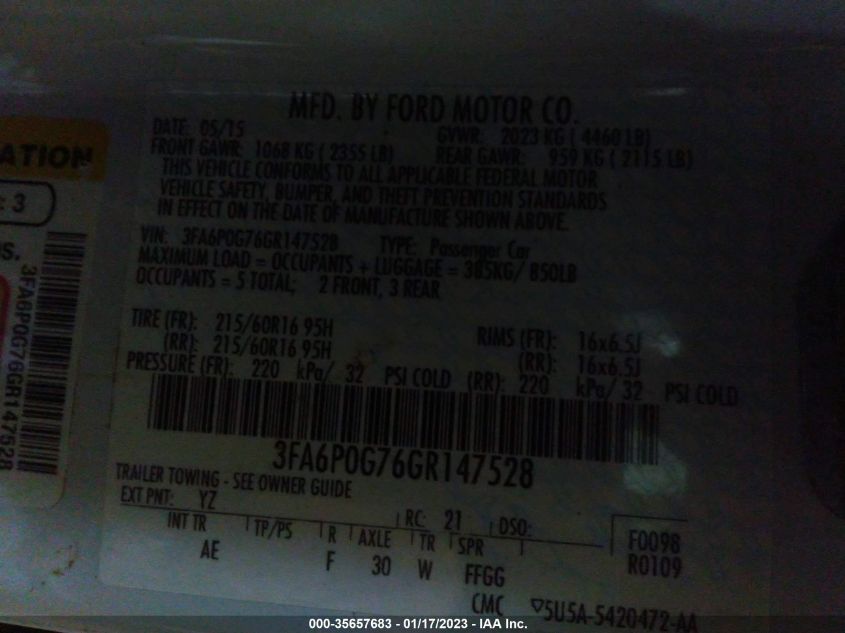 MFD. BY FORD MOTOR CO.
DATE: 05/15 GVWR: 2023 KG ( 4460 LB)
FRONT GAWR: 1068 KG ( 2355 LB) REAR GAWR: 959 KG ( 2115 LB)
THIS VEHICLE CONFORMS TO ALL APPLICABLE FEDERAL MOTOR
VEHICLE SAFETY, BUMPER, AND THEFT PREVENTION STANDARDS
IN EFFECT ON THE DATE OF MANUFACTURE SHOWN ABOVE.
VIN: 3FA6P0G76GR147528 TYPE: Passenger Car
MAXIMUM LOAD = OCCUPANTS + LUGGAGE = 385KG/ 850LB
OCCUPANTS = 5 TOTAL; 2 FRONT, 3 REAR
TIRE (FR): 215/60R16 95H RIMS (FR): 16x6.5J
(RR): 215/60R16 95H (RR): 16x6.5J
PRESSURE (FR): 220 kPa/ 32 PSI COLD (RR): 220 kPa/ 32 PSI COLD
3FA6P0G76GR147528
TRAILER TOWING - SEE OWNER GUIDE
EXT PNT: YZ RC: 21 DSO:
INT TR TP/PS R AXLE TR SPR F0098
AE F 30 W FFGG R0109
CMC ▽5U5A-5420472-AA
ATION
: 3
S.
3FA6P0G76GR147528
000-35657683 - 01/17/2023 - IAA Inc.